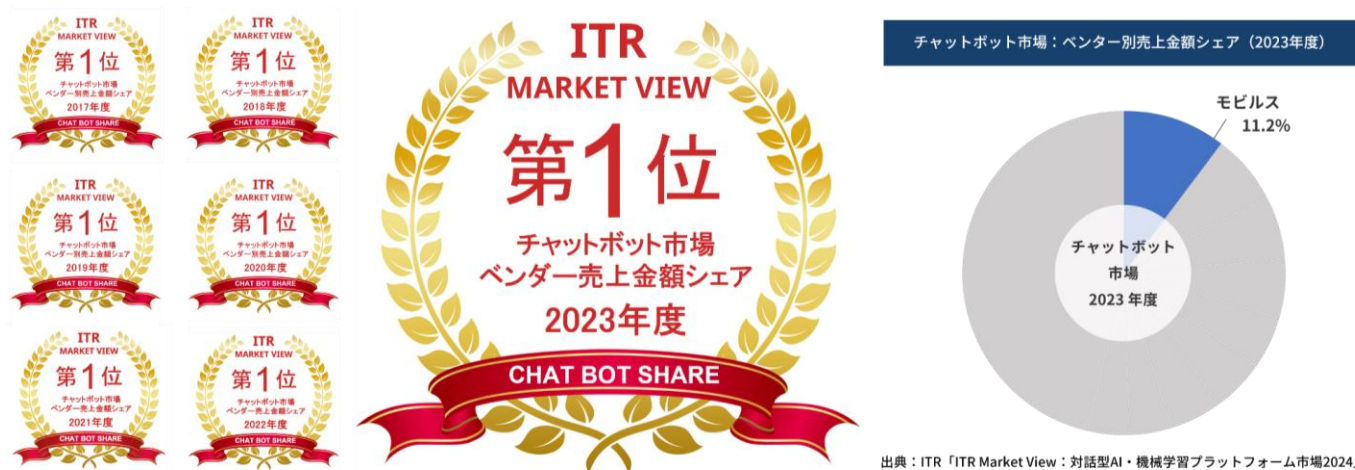 ITR
MARKET VIEW
第1位
チャットボット市場
ベンダー別売上金額シェア
2017年度
CHAT BOT SHARE
ITR
MARKET VIEW
第1位
チャットボット市場
ベンダー別売上金額シェア
2018年度
CHAT BOT SHARE
ITR
MARKET VIEW
第1位
チャットボット市場
ベンダー別売上金額シェア
2019年度
CHAT BOT SHARE
ITR
MARKET VIEW
第1位
チャットボット市場
ベンダー別売上金額シェア
2020年度
CHAT BOT SHARE
ITR
MARKET VIEW
第1位
チャットボット市場
ベンダー売上金額シェア
2021年度
CHAT BOT SHARE
ITR
MARKET VIEW
第1位
チャットボット市場
ベンダー売上金額シェア
2022年度
CHAT BOT SHARE
ITR
MARKET VIEW
第1位
チャットボット市場
ベンダー売上金額シェア
2023年度
CHAT BOT SHARE
チャットボット市場：ベンダー別売上金額シェア（2023年度）
モビルス
11.2%
チャットボット
市場
2023 年度
出典：ITR「ITR Market View：対話型AI・機械学習プラットフォーム市場2024